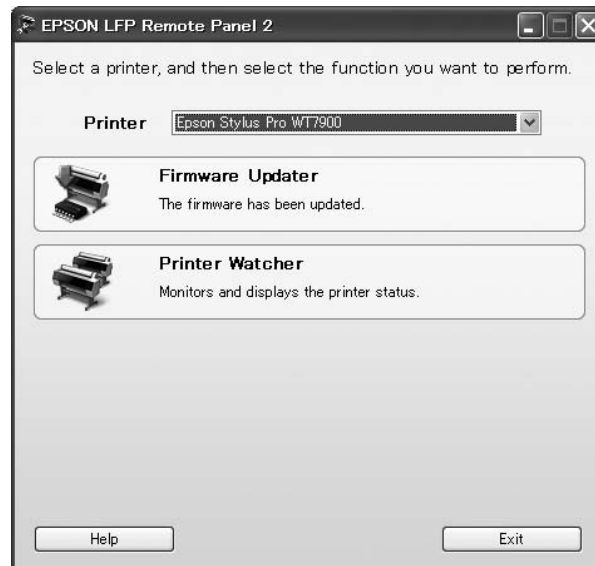 EPSON LFP Remote Panel 2
Select a printer, and then select the function you want to perform.
Printer Epson Stylus Pro WT7900
Firmware Updater
The firmware has been updated.
Printer Watcher
Monitors and displays the printer status.
Help Exit